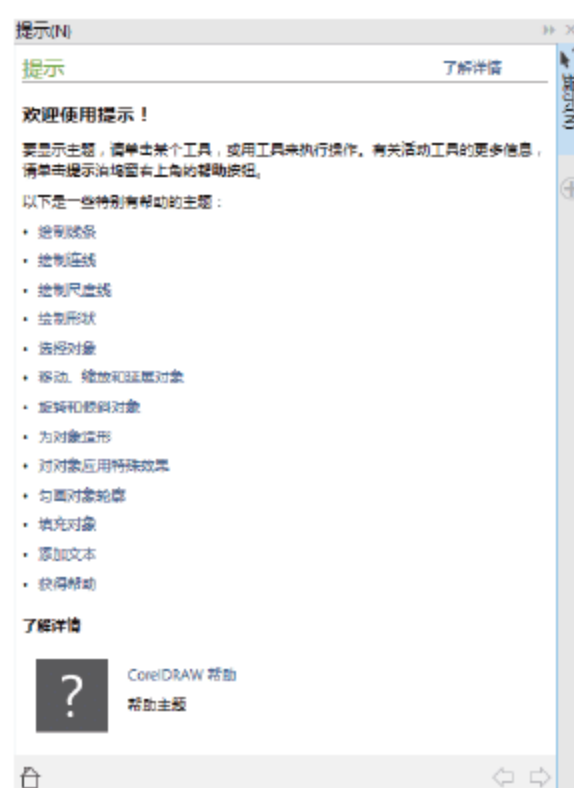 提示(N)
提示
了解详情
欢迎使用提示！
要显示主题，请单击某个工具，或用工具来执行操作。有关活动工具的更多信息，
请单击提示泊坞窗右上角的帮助按钮。
以下是一些特别有帮助的主题：
• 绘制线条
• 绘制连线
• 绘制尺度线
• 绘制形状
• 选择对象
• 移动、缩放和延展对象
• 旋转和倾斜对象
• 为对象造形
• 对对象应用特殊效果
• 勾画对象轮廓
• 填充对象
• 添加文本
• 获得帮助
了解详情
CorelDRAW 帮助
帮助主题
?